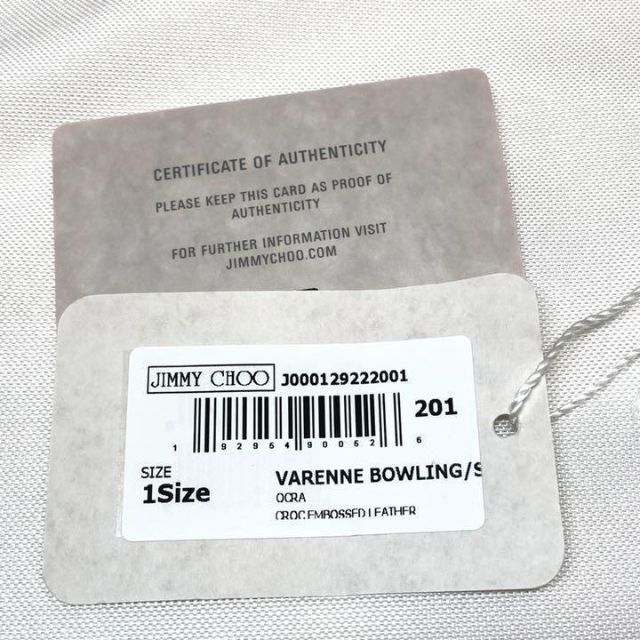 CERTIFICATE OF AUTHENTICITY
PLEASE KEEP THIS CARD AS PROOF OF
AUTHENTICITY
FOR FURTHER INFORMATION VISIT
JIMMYCHOO.COM
JIMMY CHOO J000129222001
201
1 92954 90052 6
SIZE
1Size
VARENNE BOWLING/S
OCRA
CROC EMBOSSED LEATHER